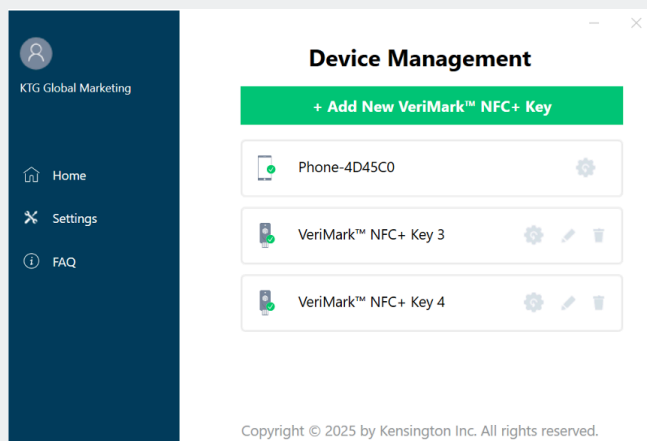 Device Management
KTG Global Marketing
+ Add New VeriMark™ NFC+ Key
Phone-4D45C0
Home
Settings
VeriMark™ NFC+ Key 3
FAQ
VeriMark™ NFC+ Key 4
Copyright © 2025 by Kensington Inc. All rights reserved.